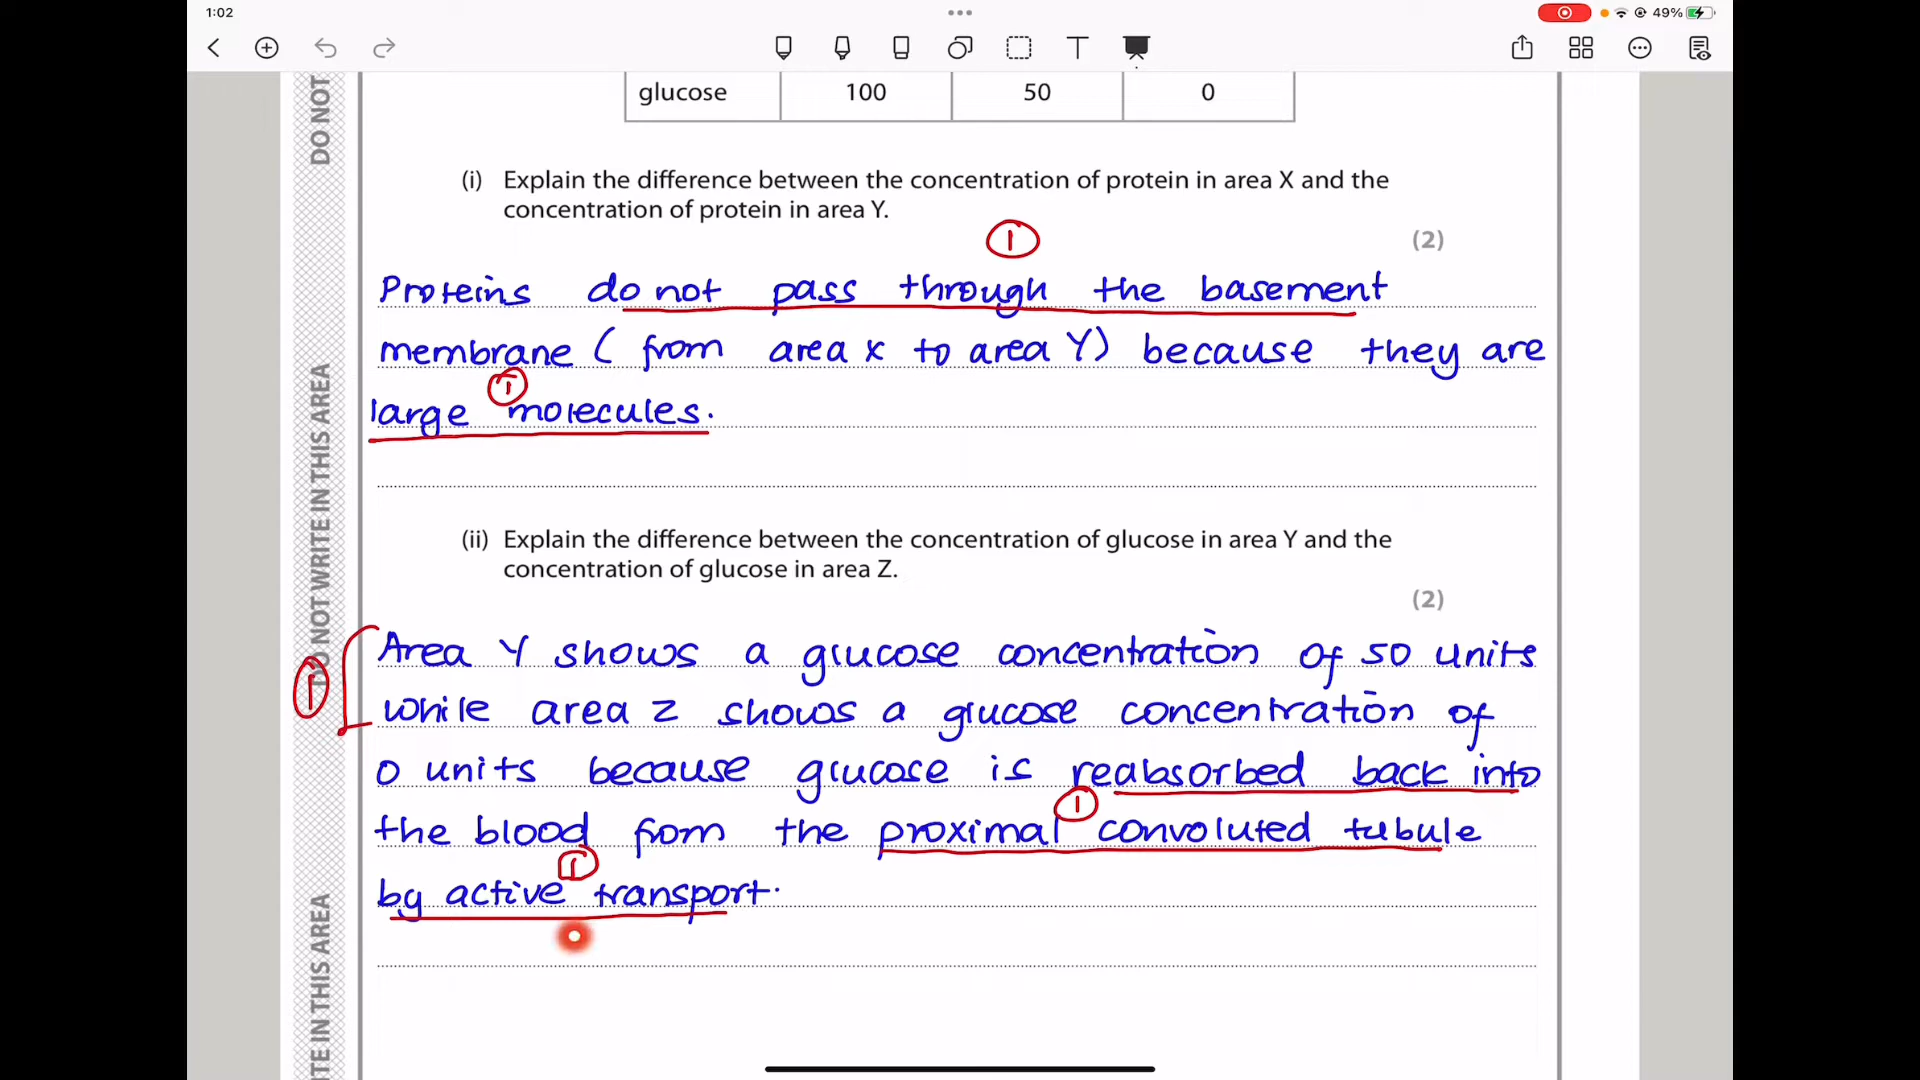 1:02
49%
DO NOT
glucose 100 50 0
(i) Explain the difference between the concentration of protein in area X and the
concentration of protein in area Y.
(2)
1
Proteins do not pass through the basement
membrane ( from area x to area Y) because they are
1
large molecules.
DO NOT WRITE IN THIS AREA
(ii) Explain the difference between the concentration of glucose in area Y and the
concentration of glucose in area Z.
(2)
Area Y shows a glucose concentration of 50 units
1
while area z shows a glucose concentration of
0 units because glucose is reabsorbed back into
1
the blood from the proximal convoluted tubule
1
by active transport.
ITE IN THIS AREA